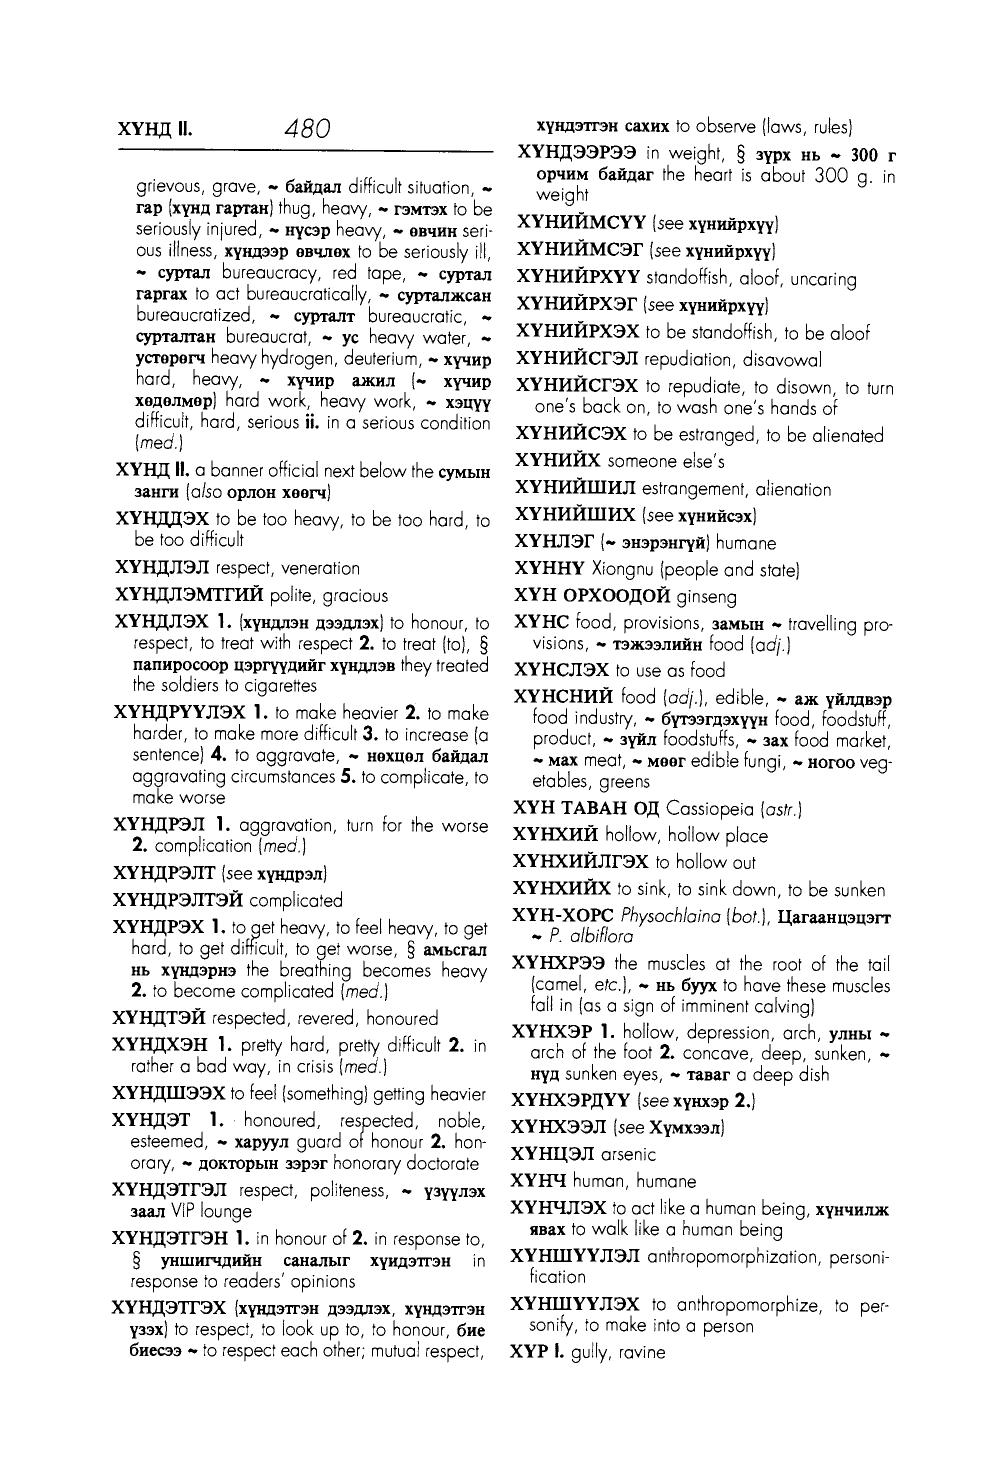 ХҮНД II. 480
grievous, grave, ~ байдал difficult situation, ~
гар (хүнд гартан) thug, heavy, ~ гэмтэх to be
seriously injured, ~ нүсэр heavy, ~ өвчин seri-
ous illness, хүндээр өвчлөх to be seriously ill,
~ суртал bureaucracy, red tape, ~ суртал
гаргах to act bureaucratically, ~ сурталжсан
bureaucratized, ~ сурталт bureaucratic, ~
сурталтан bureaucrat, ~ ус heavy water, ~
устөрөгч heavy hydrogen, deuterium, ~ хүчир
hard, heavy, ~ хүчир ажил (~ хүчир
хөдөлмөр) hard work, heavy work, ~ хэцүү
difficult, hard, serious ii. in a serious condition
(med.)
ХҮНД II. a banner official next below the сумын
занги (also орлон хөөгч)
ХҮНДДЭХ to be too heavy, to be too hard, to
be too difficult
ХҮНДЛЭЛ respect, veneration
ХҮНДЛЭМТГИЙ polite, gracious
ХҮНДЛЭХ 1. (хүндлэн дээдлэх) to honour, to
respect, to treat with respect 2. to treat (to), §
папиросоор цэргүүдийг хүндлэв they treated
the soldiers to cigarettes
ХҮНДРҮҮЛЭХ 1. to make heavier 2. to make
harder, to make more difficult 3. to increase (a
sentence) 4. to aggravate, ~ нөхцөл байдал
aggravating circumstances 5. to complicate, to
make worse
ХҮНДРЭЛ 1. aggravation, turn for the worse
2. complication (med.)
ХҮНДРЭЛТ (see хүндрэл)
ХҮНДРЭЛТЭЙ complicated
ХҮНДРЭХ 1. to get heavy, to feel heavy, to get
hard, to get difficult, to get worse, § амьсгал
нь хүндэрнэ the breathing becomes heavy
2. to become complicated (med.)
ХҮНДТЭЙ respected, revered, honoured
ХҮНДХЭН 1. pretty hard, pretty difficult 2. in
rather a bad way, in crisis (med.)
ХҮНДШЭЭХ to feel (something) getting heavier
ХҮНДЭТ 1. honoured, respected, noble,
esteemed, ~ харуул guard of honour 2. hon-
orary, ~ докторын зэрэг honorary doctorate
ХҮНДЭТГЭЛ respect, politeness, ~ үзүүлэх
заал VIP lounge
ХҮНДЭТГЭН 1. in honour of 2. in response to,
§ уншигчдийн саналыг хүидэтгэн in
response to readers' opinions
ХҮНДЭТГЭХ (хүндэтгэн дээдлэх, хүндэтгэн
үзэх) to respect, to look up to, to honour, бие
биесээ ~ to respect each other; mutual respect,
хүндэтгэн сахих to observe (laws, rules)
ХҮНДЭЭРЭЭ in weight, § зүрх нь ~ 300 г
орчим байдаг the heart is about 300 g. in
weight
ХҮНИЙМСҮҮ (see хүнийрхүү)
ХҮНИЙМСЭГ (see хүнийрхүү)
ХҮНИЙРХҮҮ standoffish, aloof, uncaring
ХҮНИЙРХЭГ (see хүнийрхүү)
ХҮНИЙРХЭХ to be standoffish, to be aloof
ХҮНИЙСГЭЛ repudiation, disavowal
ХҮНИЙСГЭХ to repudiate, to disown, to turn
one's back on, to wash one's hands of
ХҮНИЙСЭХ to be estranged, to be alienated
ХҮНИЙХ someone else's
ХҮНИЙШИЛ estrangement, alienation
ХҮНИЙШИХ (see хүнийсэх)
ХҮНЛЭГ (~ энэрэнгүй) humane
ХҮННҮ Xiongnu (people and state)
ХҮН ОРХООДОЙ ginseng
ХҮНС food, provisions, замын ~ travelling pro-
visions, ~ тэжээлийн food (adj.)
ХҮНСЛЭХ to use as food
ХҮНСНИЙ food (adj.), edible, ~ аж үйлдвэр
food industry, ~ бүтээгдэхүүн food, foodstuff,
product, ~ зүйл foodstuffs, ~ зах food market,
~ мах meat, ~ мөөг edible fungi, ~ ногоо veg-
etables, greens
ХҮН ТАВАН ОД Cassiopeia (astr.)
ХҮНХИЙ hollow, hollow place
ХҮНХИЙЛГЭХ to hollow out
ХҮНХИЙХ to sink, to sink down, to be sunken
ХҮН-ХОРС Physochlaina (bot.), Цагаанцэцэгт
~ P. albiflora
ХҮНХРЭЭ the muscles at the root of the tail
(camel, etc.), ~ нь буух to have these muscles
fall in (as a sign of imminent calving)
ХҮНХЭР 1. hollow, depression, arch, улны ~
arch of the foot 2. concave, deep, sunken, ~
нүд sunken eyes, ~ таваг a deep dish
ХҮНХЭРДҮҮ (see хүнхэр 2.)
ХҮНХЭЭЛ (see Хүмхээл)
ХҮНЦЭЛ arsenic
ХҮНЧ human, humane
ХҮНЧЛЭХ to act like a human being, хүнчилж
явах to walk like a human being
ХҮНШҮҮЛЭЛ anthropomorphization, personi-
fication
ХҮНШҮҮЛЭХ to anthropomorphize, to per-
sonify, to make into a person
ХҮР I. gully, ravine